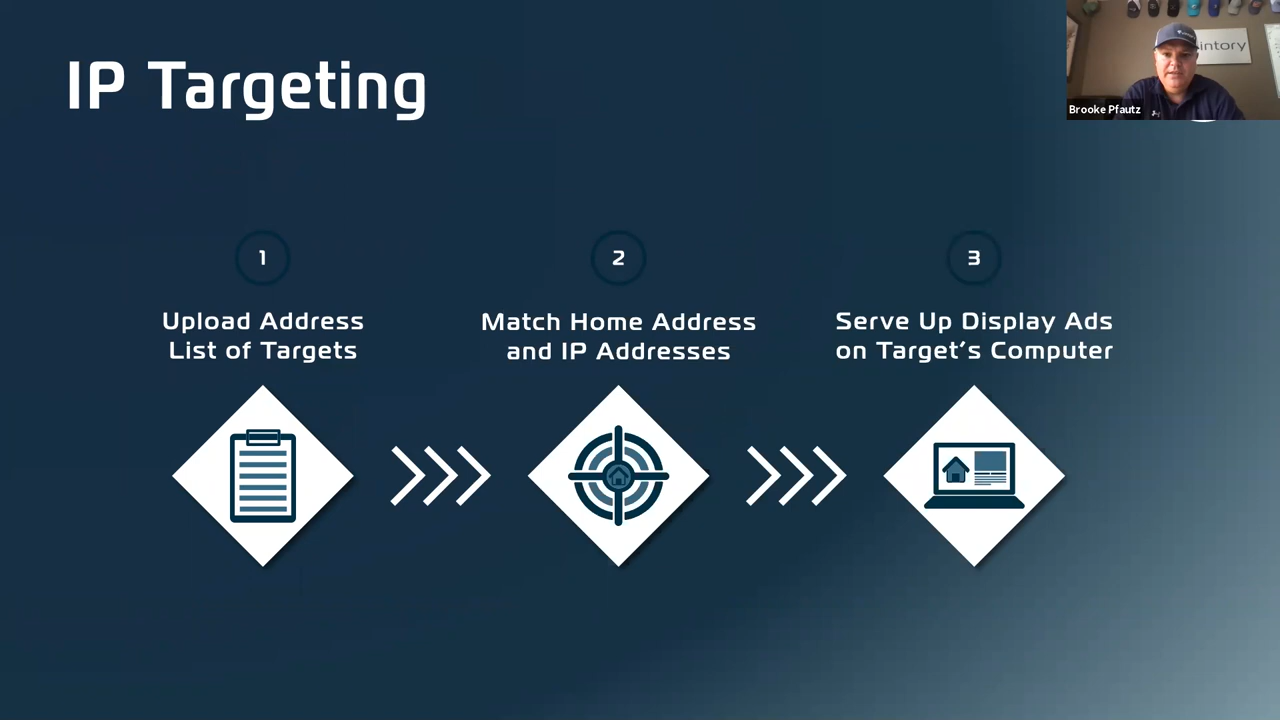 IP Targeting
intory
Brooke Pfautz
1
2
3
Upload Address
List of Targets
Match Home Address
and IP Addresses
Serve Up Display Ads
on Target's Computer